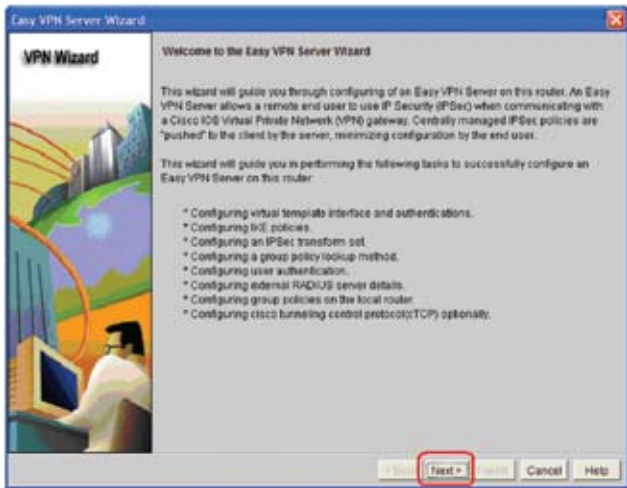 Easy VPN Server Wizard
VPN Wizard
Welcome to the Easy VPN Server Wizard
This wizard will guide you through configuring of an Easy VPN Server on this router. An Easy
VPN Server allows a remote end user to use IP Security (IPSec) when communicating with
a Cisco IOS Virtual Private Network (VPN) gateway. Centrally managed IPSec policies are
"pushed" to the client by the server, minimizing configuration by the end user.
This wizard will guide you in performing the following tasks to successfully configure an
Easy VPN Server on this router:
* Configuring virtual template interface and authentications.
* Configuring IKE policies.
* Configuring an IPSec transform set.
* Configuring a group policy lookup method.
* Configuring user authentication.
* Configuring external RADIUS server details.
* Configuring group policies on the local router.
* Configuring cisco tunneling control protocol(cTCP) optionally.
< Back Next > Finish Cancel Help